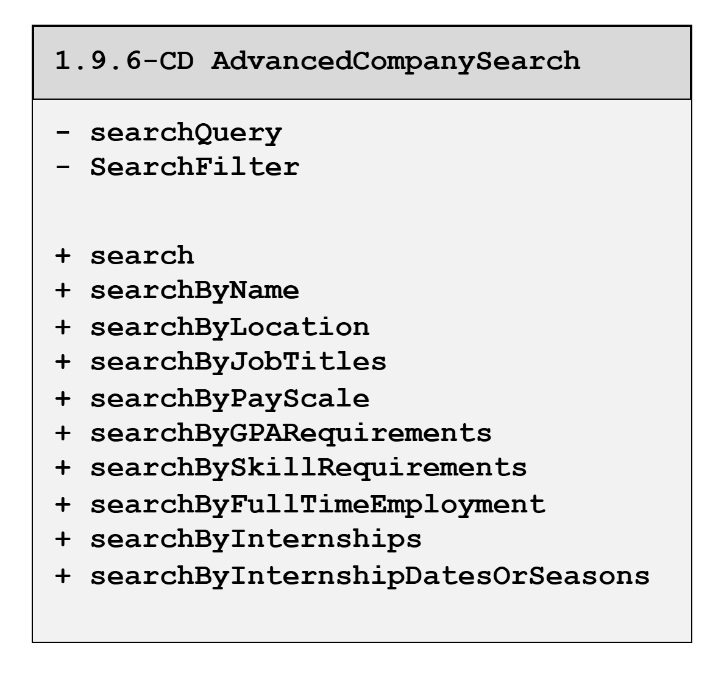 1.9.6-CD AdvancedCompanySearch
- searchQuery
- SearchFilter
+ search
+ searchByName
+ searchByLocation
+ searchByJobTitles
+ searchByPayScale
+ searchByGPARequirements
+ searchBySkillRequirements
+ searchByFullTimeEmployment
+ searchByInternships
+ searchByInternshipDatesOrSeasons